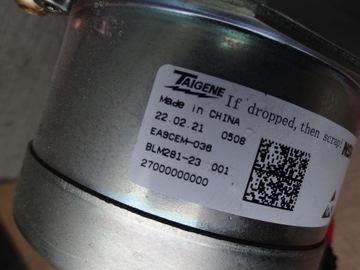 TAIGENE
If dropped, then scrap!
Made in CHINA
22.02.21 0508
EA9CEM-036
BLM281-23 001
27000000000